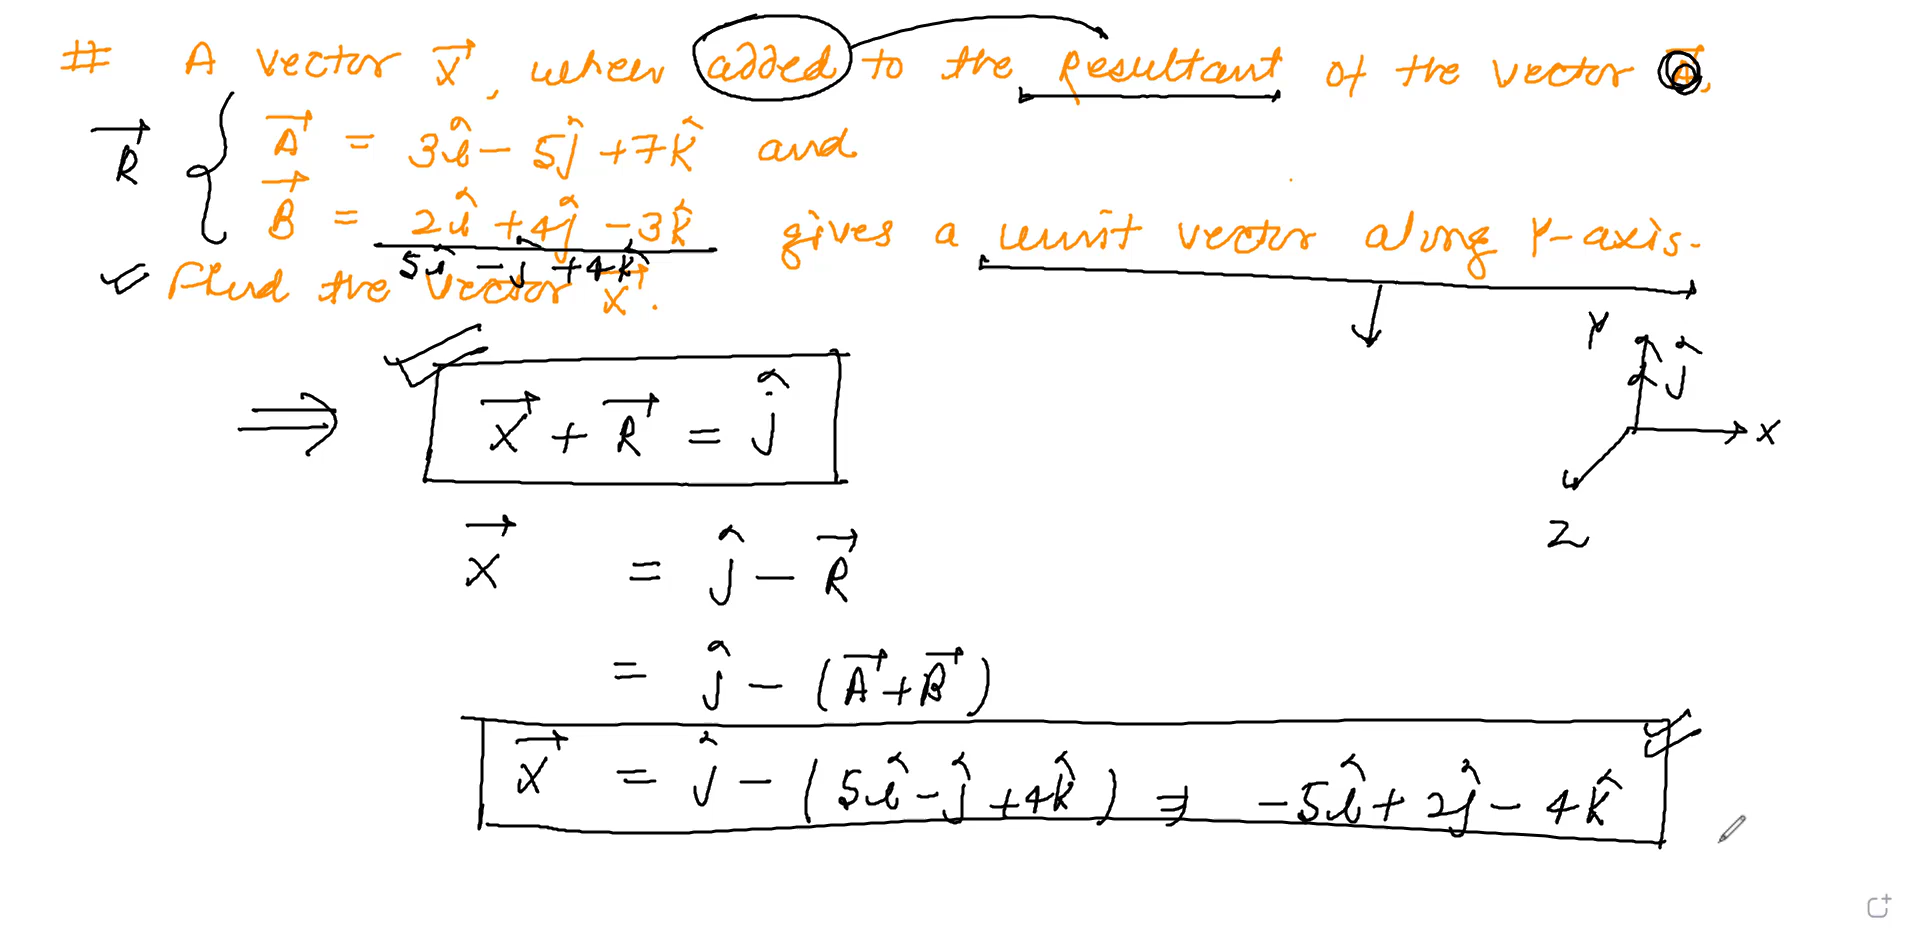 # A vector X⃗, when added to the Resultant of the vector
R⃗ { A⃗ = 3î - 5ĵ + 7k̂ and
B⃗ = 2î + 4ĵ - 3k̂ gives a unit vector along Y-axis.
5î - j + 4k̂
Find the vector X⃗.
Y
ĵ
⇒ X⃗ + R⃗ = ĵ
X
Z
X⃗ = ĵ - R⃗
= ĵ - (A⃗ + B⃗)
X⃗ = ĵ - (5î - ĵ + 4k̂) ⇒ -5î + 2ĵ - 4k̂